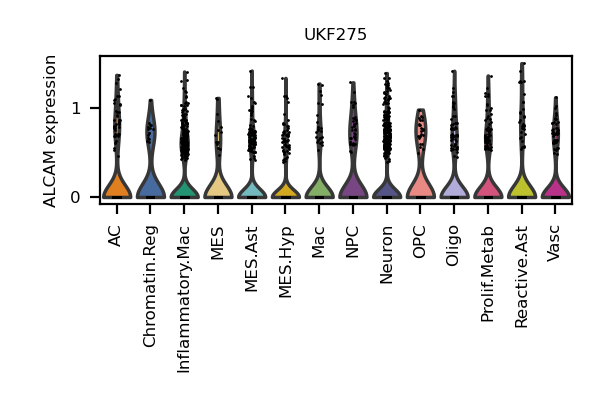 UKF275
ALCAM expression
1
0
AC
Chromatin.Reg
Inflammatory.Mac
MES
MES.Ast
MES.Hyp
Mac
NPC
Neuron
OPC
Oligo
Prolif.Metab
Reactive.Ast
Vasc